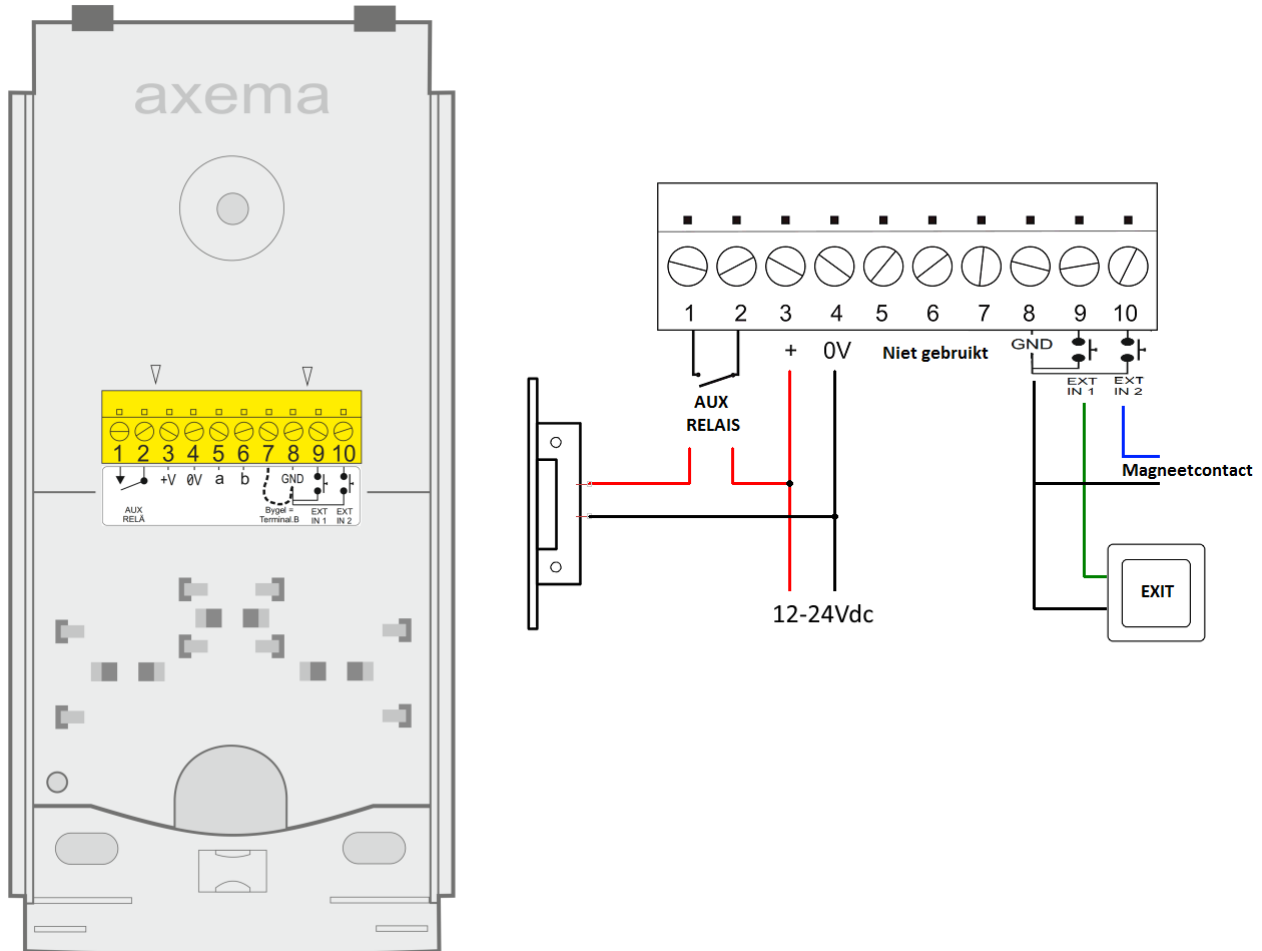 axema
1 2 3 4 5 6 7 8 9 10
+V 0V a b GND
AUX
RELÄ
Bygel =
Terminal.B
EXT
IN 1
EXT
IN 2
1 2 3 4 5 6 7 8 9 10
+ 0V Niet gebruikt GND
EXT
IN 1
EXT
IN 2
AUX
RELAIS
Magneetcontact
EXIT
12-24Vdc